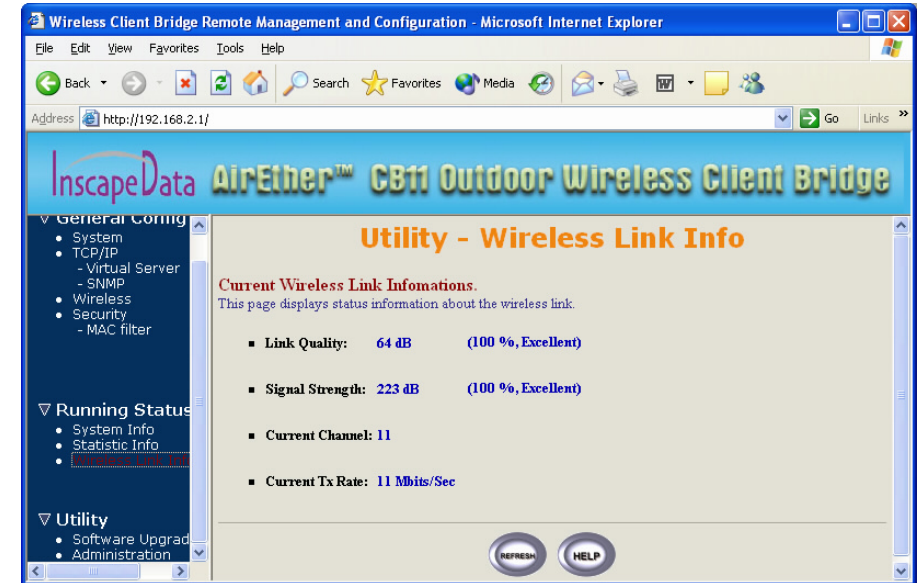 Wireless Client Bridge Remote Management and Configuration - Microsoft Internet Explorer
File Edit View Favorites Tools Help
Back Search Favorites Media
Address http://192.168.2.1/ Go Links »
InscapeData AirEther™ CB11 Outdoor Wireless Client Bridge
General Config
System
TCP/IP
- Virtual Server
- SNMP
Wireless
Security
- MAC filter
Running Status
System Info
Statistic Info
Wireless Link Info
Utility
Software Upgrad
Administration
Utility - Wireless Link Info
Current Wireless Link Infomations.
This page displays status information about the wireless link.
Link Quality: 64 dB (100 %, Excellent)
Signal Strength: 223 dB (100 %, Excellent)
Current Channel: 11
Current Tx Rate: 11 Mbits/Sec
REFRESH HELP